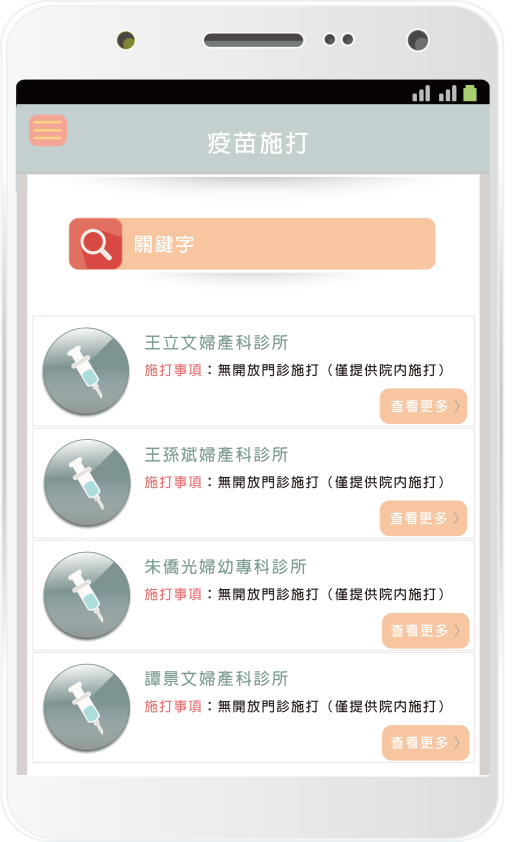 疫苗施打
關鍵字
王立文婦產科診所
施打事項：無開放門診施打（僅提供院內施打）
查看更多 〉
王孫斌婦產科診所
施打事項：無開放門診施打（僅提供院內施打）
查看更多 〉
朱僑光婦幼專科診所
施打事項：無開放門診施打（僅提供院內施打）
查看更多 〉
譚景文婦產科診所
施打事項：無開放門診施打（僅提供院內施打）
查看更多 〉